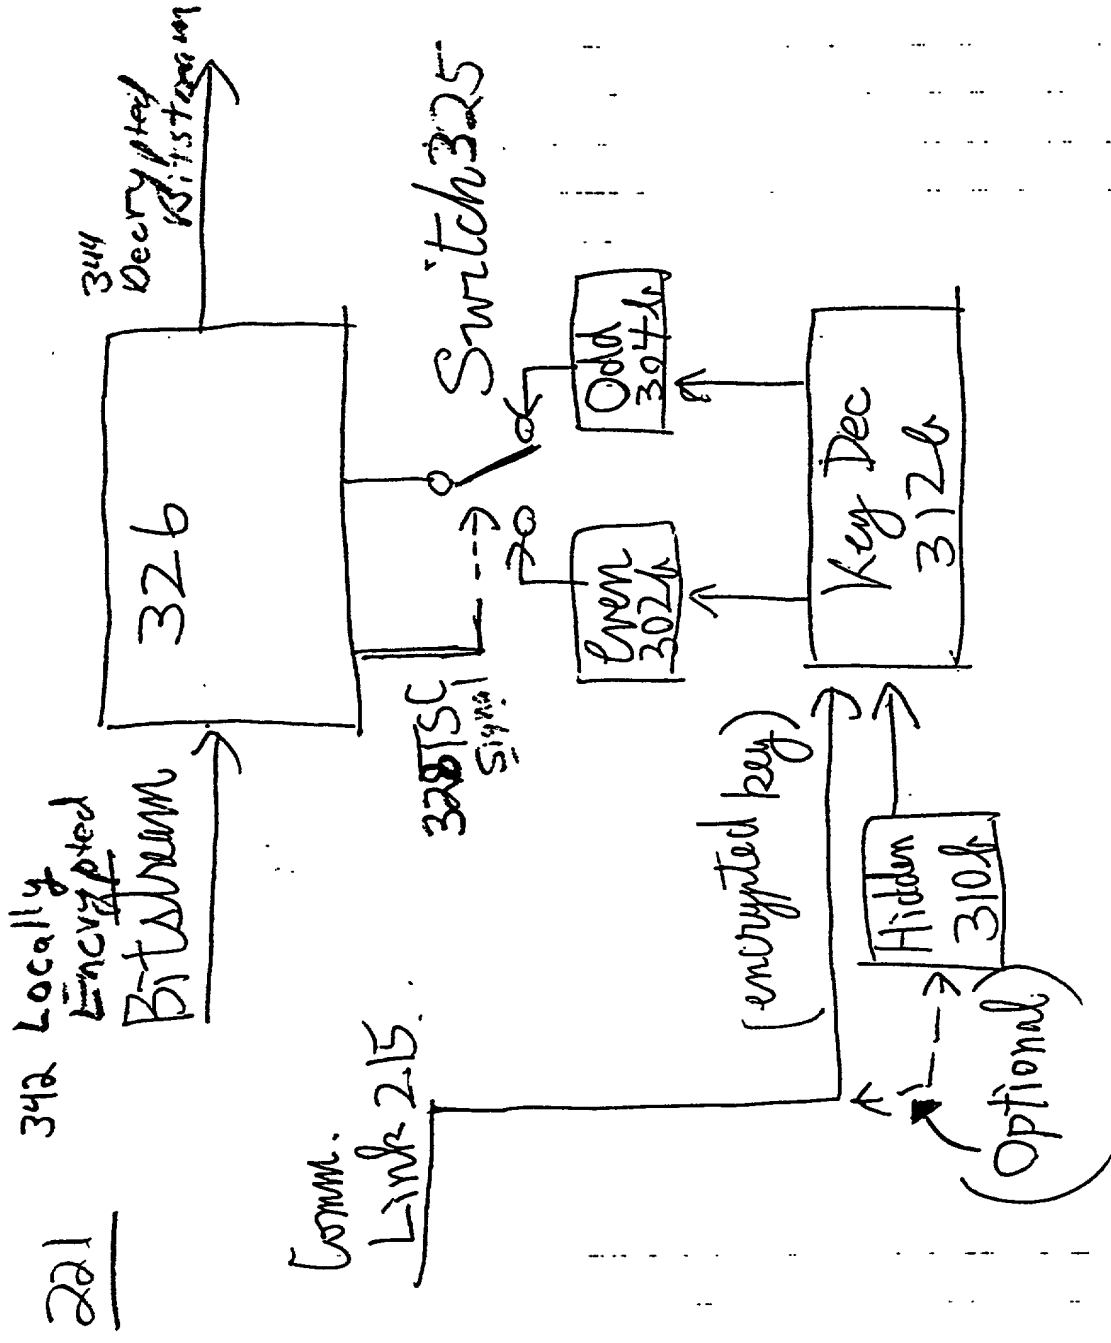 221
342 Locally
Encrypted
Bitstream
326
344
Decrypted
Bitstream
Comm.
Link 215.
328 TSC
Signal
Switch 325
Even
302b
Odd
304b
(encrypted key)
Key Dec
312b
Hidden
310b
(Optional)